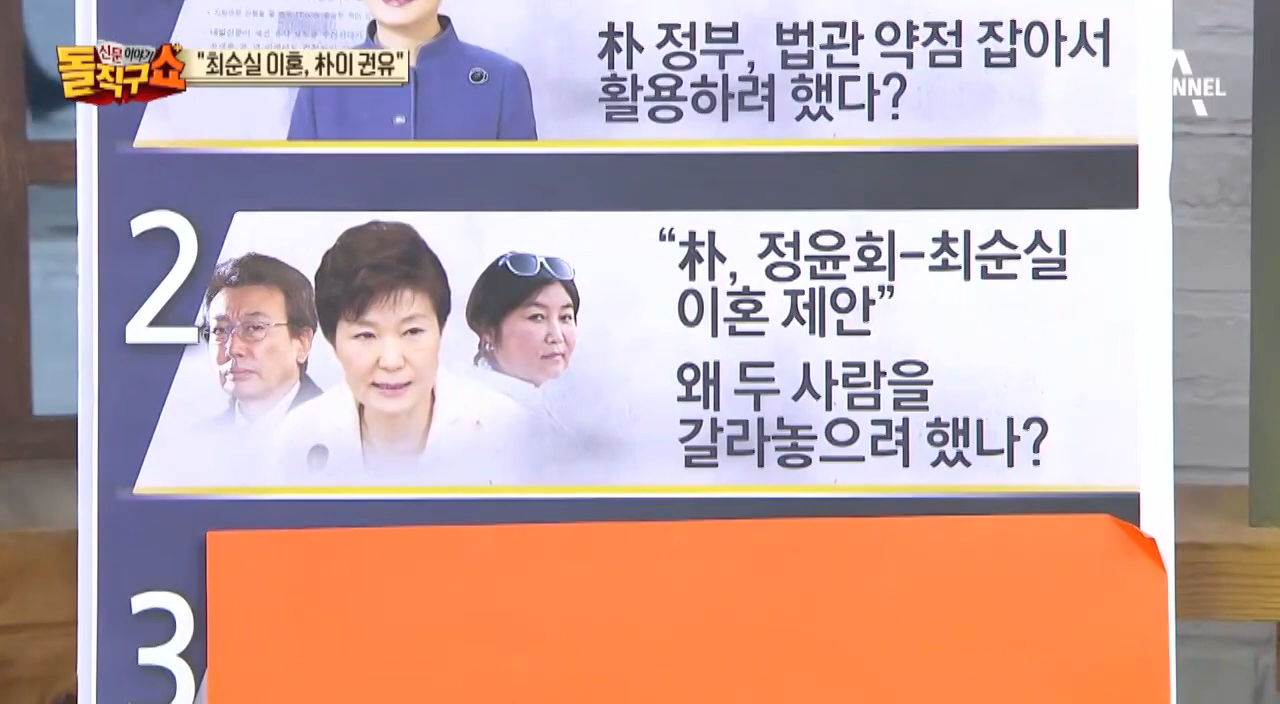 돌직구쇼
신문이야기
"최순실 이혼, 朴이 권유"
朴 정부, 법관 약점 잡아서
활용하려 했다?
CHANNEL A
2
“朴, 정윤회-최순실
이혼 제안”
왜 두 사람을
갈라놓으려 했나?
3